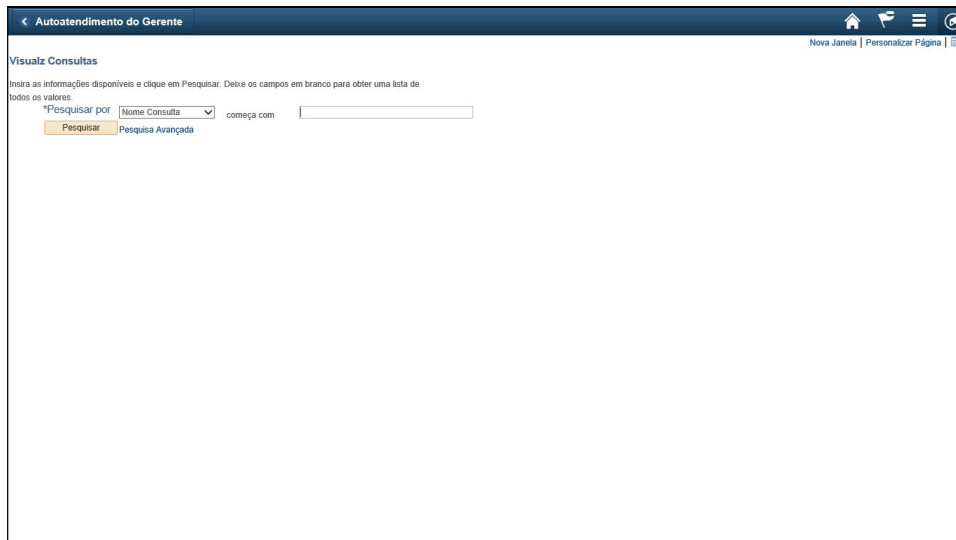 Autoatendimento do Gerente
Nova Janela | Personalizar Página |
Visualz Consultas
Insira as informações disponíveis e clique em Pesquisar. Deixe os campos em branco para obter uma lista de
todos os valores.
*Pesquisar por Nome Consulta começa com
Pesquisar Pesquisa Avançada